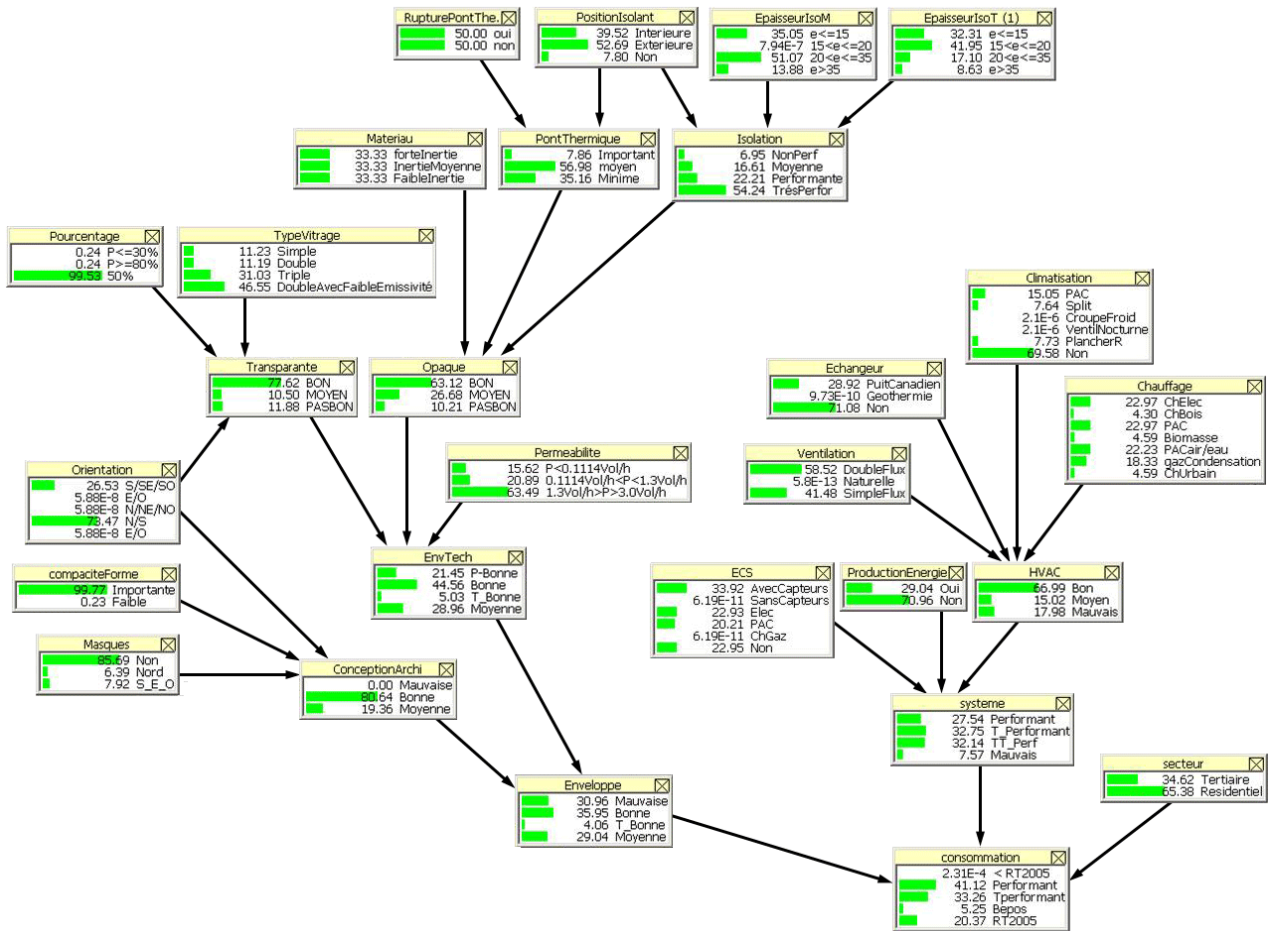 RupturePontThe.
50.00 oui
50.00 non
PositionIsolant
39.52 Interieure
52.69 Exterieure
7.80 Non
EpaisseurIsoM
35.05 e<=15
7.94E-7 15<e<=20
51.07 20<e<=35
13.88 e>35
EpaisseurIsoT (1)
32.31 e<=15
41.95 15<e<=20
17.10 20<e<=35
8.63 e>35
Materiau
33.33 forteInertie
33.33 InertieMoyenne
33.33 FaibleInertie
PontThermique
7.86 Important
56.98 moyen
35.16 Minime
Isolation
6.95 NonPerf
16.61 Moyenne
22.21 Performante
54.24 TrésPerfor
Pourcentage
0.24 P<=30%
0.24 P>=80%
99.53 50%
TypeVitrage
11.23 Simple
11.19 Double
31.03 Triple
46.55 DoubleAvecFaibleEmissivité
Climatisation
15.05 PAC
7.64 Split
2.1E-6 CroupeFroid
2.1E-6 VentilNocturne
7.73 PlancherR
69.58 Non
Transparante
77.62 BON
10.50 MOYEN
11.88 PASBON
Opaque
63.12 BON
26.68 MOYEN
10.21 PASBON
Echangeur
28.92 PuitCanadien
9.73E-10 Geothermie
71.08 Non
Chauffage
22.97 ChElec
4.30 ChBois
22.97 PAC
4.59 Biomasse
22.23 PACair/eau
18.33 gazCondensation
4.59 ChUrbain
Orientation
26.53 S/SE/SO
5.88E-8 E/O
5.88E-8 N/NE/NO
73.47 N/S
5.88E-8 E/O
Permeabilite
15.62 P<0.1114Vol/h
20.89 0.1114Vol/h<P<1.3Vol/h
63.49 1.3Vol/h>P>3.0Vol/h
Ventilation
58.52 DoubleFlux
5.8E-13 Naturelle
41.48 SimpleFlux
EnvTech
21.45 P-Bonne
44.56 Bonne
5.03 T_Bonne
28.96 Moyenne
compaciteForme
99.77 Importante
0.23 Faible
ECS
33.92 AvecCapteurs
6.19E-11 SansCapteurs
22.93 Elec
20.21 PAC
6.19E-11 ChGaz
22.95 Non
ProductionEnergie
29.04 Oui
70.96 Non
HVAC
66.99 Bon
15.02 Moyen
17.98 Mauvais
Masques
85.69 Non
6.39 Nord
7.92 S_E_O
ConceptionArchi
0.00 Mauvaise
80.64 Bonne
19.36 Moyenne
systeme
27.54 Performant
32.75 T_Performant
32.14 TT_Perf
7.57 Mauvais
Enveloppe
30.96 Mauvaise
35.95 Bonne
4.06 T_Bonne
29.04 Moyenne
secteur
34.62 Tertiaire
65.38 Residentiel
consommation
2.31E-4 < RT2005
41.12 Performant
33.26 Tperformant
5.25 Bepos
20.37 RT2005